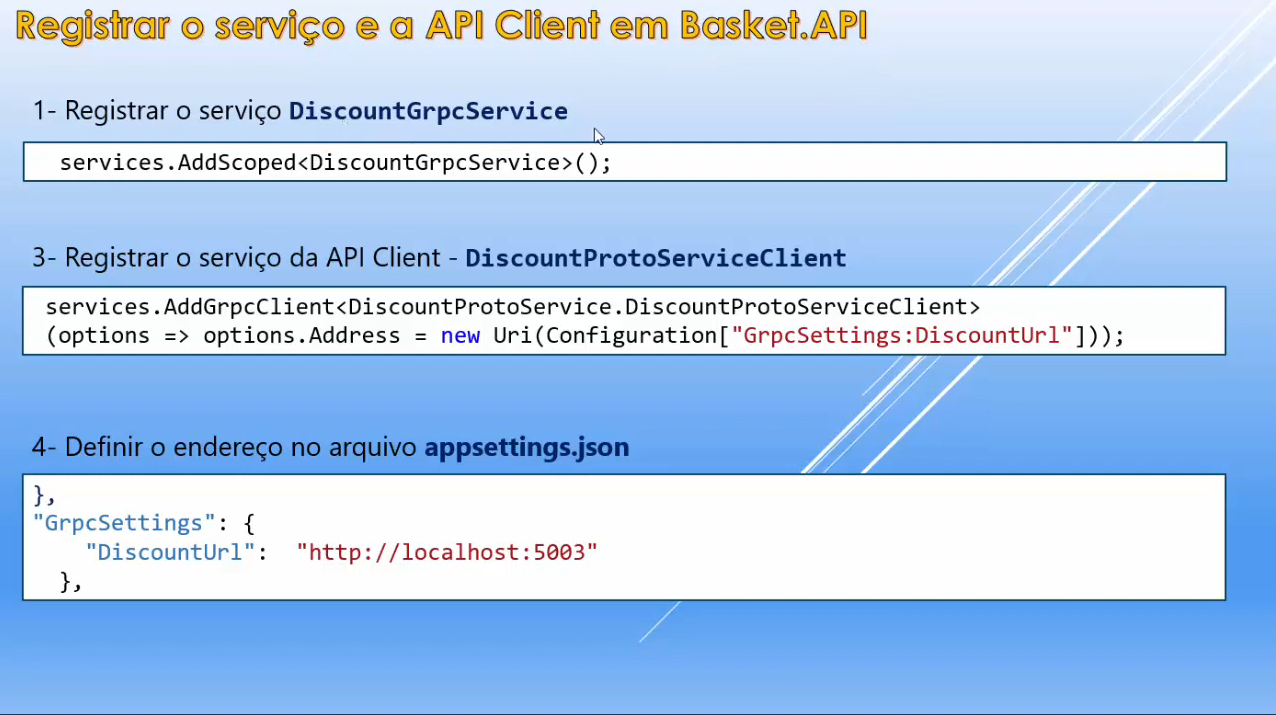 Registrar o serviço e a API Client em Basket.API
1- Registrar o serviço DiscountGrpcService
services.AddScoped<DiscountGrpcService>();
3- Registrar o serviço da API Client - DiscountProtoServiceClient
services.AddGrpcClient<DiscountProtoService.DiscountProtoServiceClient>
(options => options.Address = new Uri(Configuration["GrpcSettings:DiscountUrl"]));
4- Definir o endereço no arquivo appsettings.json
},
"GrpcSettings": {
"DiscountUrl": "http://localhost:5003"
},